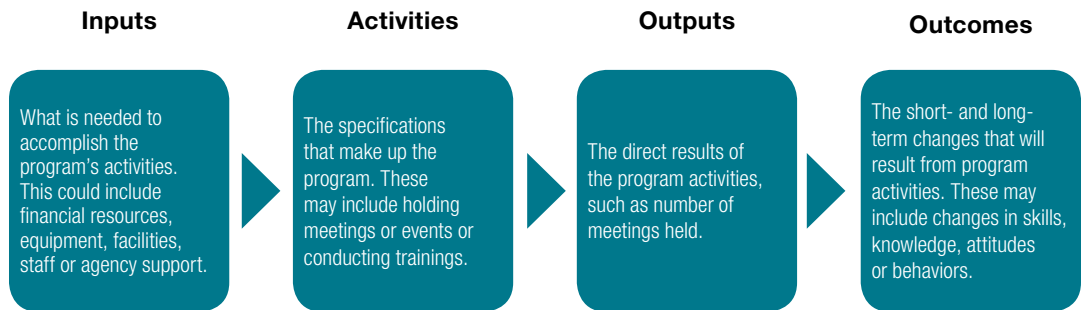 Inputs
What is needed to
accomplish the
program's activities.
This could include
financial resources,
equipment, facilities,
staff or agency support.
Activities
The specifications
that make up the
program. These
may include holding
meetings or events or
conducting trainings.
Outputs
The direct results of
the program activities,
such as number of
meetings held.
Outcomes
The short- and long-
term changes that will
result from program
activities. These may
include changes in skills,
knowledge, attitudes
or behaviors.